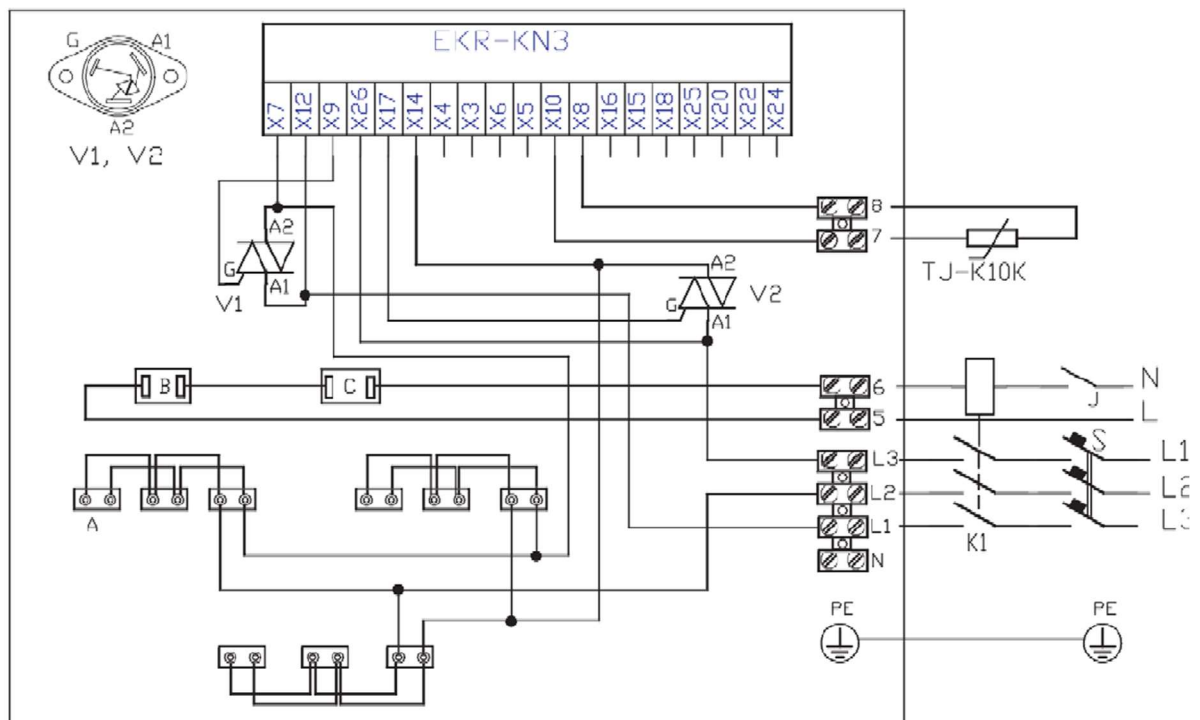 EKR-KN3
X7 X12 X9 X26 X17 X14 X4 X3 X6 X5 X10 X8 X16 X15 X18 X25 X20 X22 X24
G A1
A2
V1, V2
8
7
TJ-K10K
A2
G
A1
V1
A2
G
A1
V2
B C 6 J N
5 L
L3 S L1
L2 L2
L1 K1 L3
N
A
PE PE